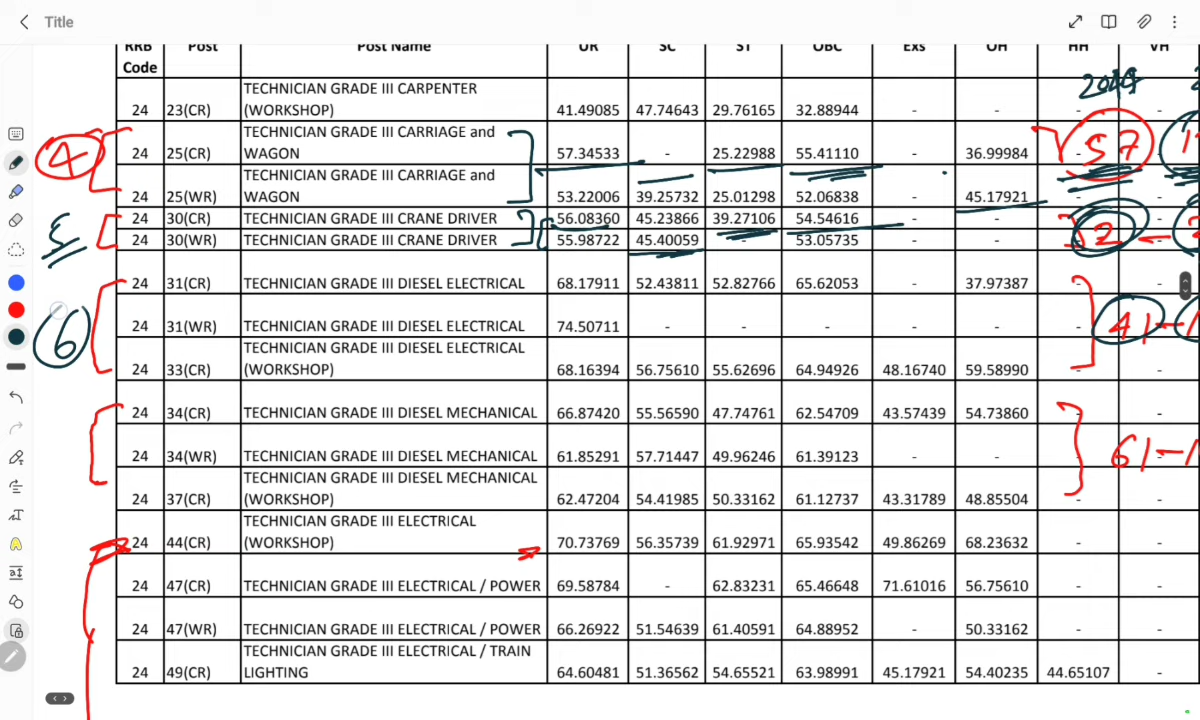 Title
RRB Post Post Name UR SC ST OBC Exs OH HH VH
Code
2014
TECHNICIAN GRADE III CARPENTER
24 23(CR) (WORKSHOP) 41.49085 47.74643 29.76165 32.88944 - - - -
TECHNICIAN GRADE III CARRIAGE and
4 24 25(CR) WAGON 57.34533 - 25.22988 55.41110 - 36.99984 - 57
TECHNICIAN GRADE III CARRIAGE and
24 25(WR) WAGON 53.22006 39.25732 25.01298 52.06838 - 45.17921 - -
5 24 30(CR) TECHNICIAN GRADE III CRANE DRIVER 56.08360 45.23866 39.27106 54.54616 - - - -
24 30(WR) TECHNICIAN GRADE III CRANE DRIVER 55.98722 45.40059 - 53.05735 - - - 2 -
24 31(CR) TECHNICIAN GRADE III DIESEL ELECTRICAL 68.17911 52.43811 52.82766 65.62053 - 37.97387 - -
6 24 31(WR) TECHNICIAN GRADE III DIESEL ELECTRICAL 74.50711 - - - - - - 41-1
TECHNICIAN GRADE III DIESEL ELECTRICAL
24 33(CR) (WORKSHOP) 68.16394 56.75610 55.62696 64.94926 48.16740 59.58990 - -
24 34(CR) TECHNICIAN GRADE III DIESEL MECHANICAL 66.87420 55.56590 47.74761 62.54709 43.57439 54.73860 - -
24 34(WR) TECHNICIAN GRADE III DIESEL MECHANICAL 61.85291 57.71447 49.96246 61.39123 - - - 61-1
TECHNICIAN GRADE III DIESEL MECHANICAL
24 37(CR) (WORKSHOP) 62.47204 54.41985 50.33162 61.12737 43.31789 48.85504 - -
TECHNICIAN GRADE III ELECTRICAL
24 44(CR) (WORKSHOP) 70.73769 56.35739 61.92971 65.93542 49.86269 68.23632 - -
24 47(CR) TECHNICIAN GRADE III ELECTRICAL / POWER 69.58784 - 62.83231 65.46648 71.61016 56.75610 - -
24 47(WR) TECHNICIAN GRADE III ELECTRICAL / POWER 66.26922 51.54639 61.40591 64.88952 - 50.33162 - -
TECHNICIAN GRADE III ELECTRICAL / TRAIN
24 49(CR) LIGHTING 64.60481 51.36562 54.65521 63.98991 45.17921 54.40235 44.65107 -